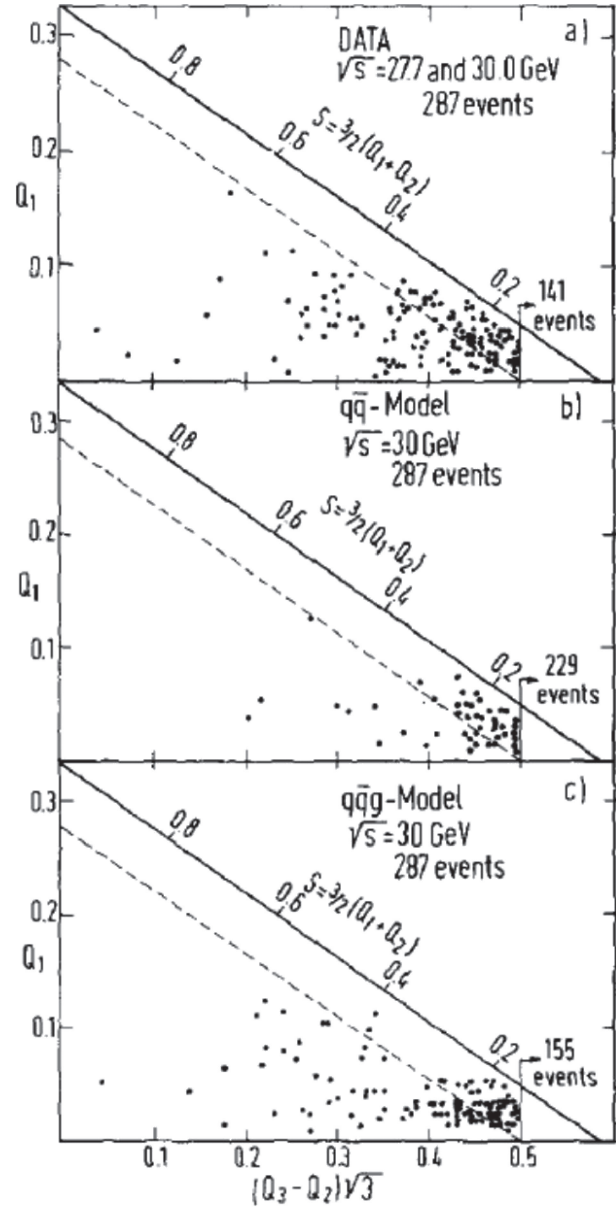 a)
DATA
√s = 27.7 and 30.0 GeV
287 events
0.3
0.2
0.1
Q₁
0.8
0.6
S = 3/2 (Q₁ + Q₂)
0.4
0.2
141
events
b)
qq̄-Model
√s = 30 GeV
287 events
0.3
0.2
0.1
Q₁
0.8
0.6
S = 3/2 (Q₁ + Q₂)
0.4
0.2
229
events
c)
qq̄g-Model
√s = 30 GeV
287 events
0.3
0.2
0.1
Q₁
0.8
0.6
S = 3/2 (Q₁ + Q₂)
0.4
0.2
155
events
0.1 0.2 0.3 0.4 0.5
(Q₃-Q₂)√3